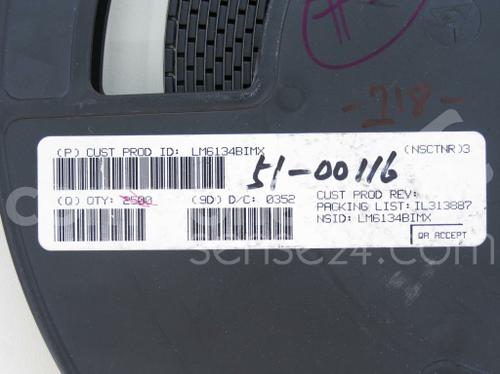 -218-
(P) CUST PROD ID: LM6134BIMX
(NSCTNR)3
51-00116
(Q) QTY: 2500
(9D) D/C: 0352
CUST PROD REV:
PACKING LIST: IL313887
NSID: LM6134BIMX
QA ACCEPT
sense24.com